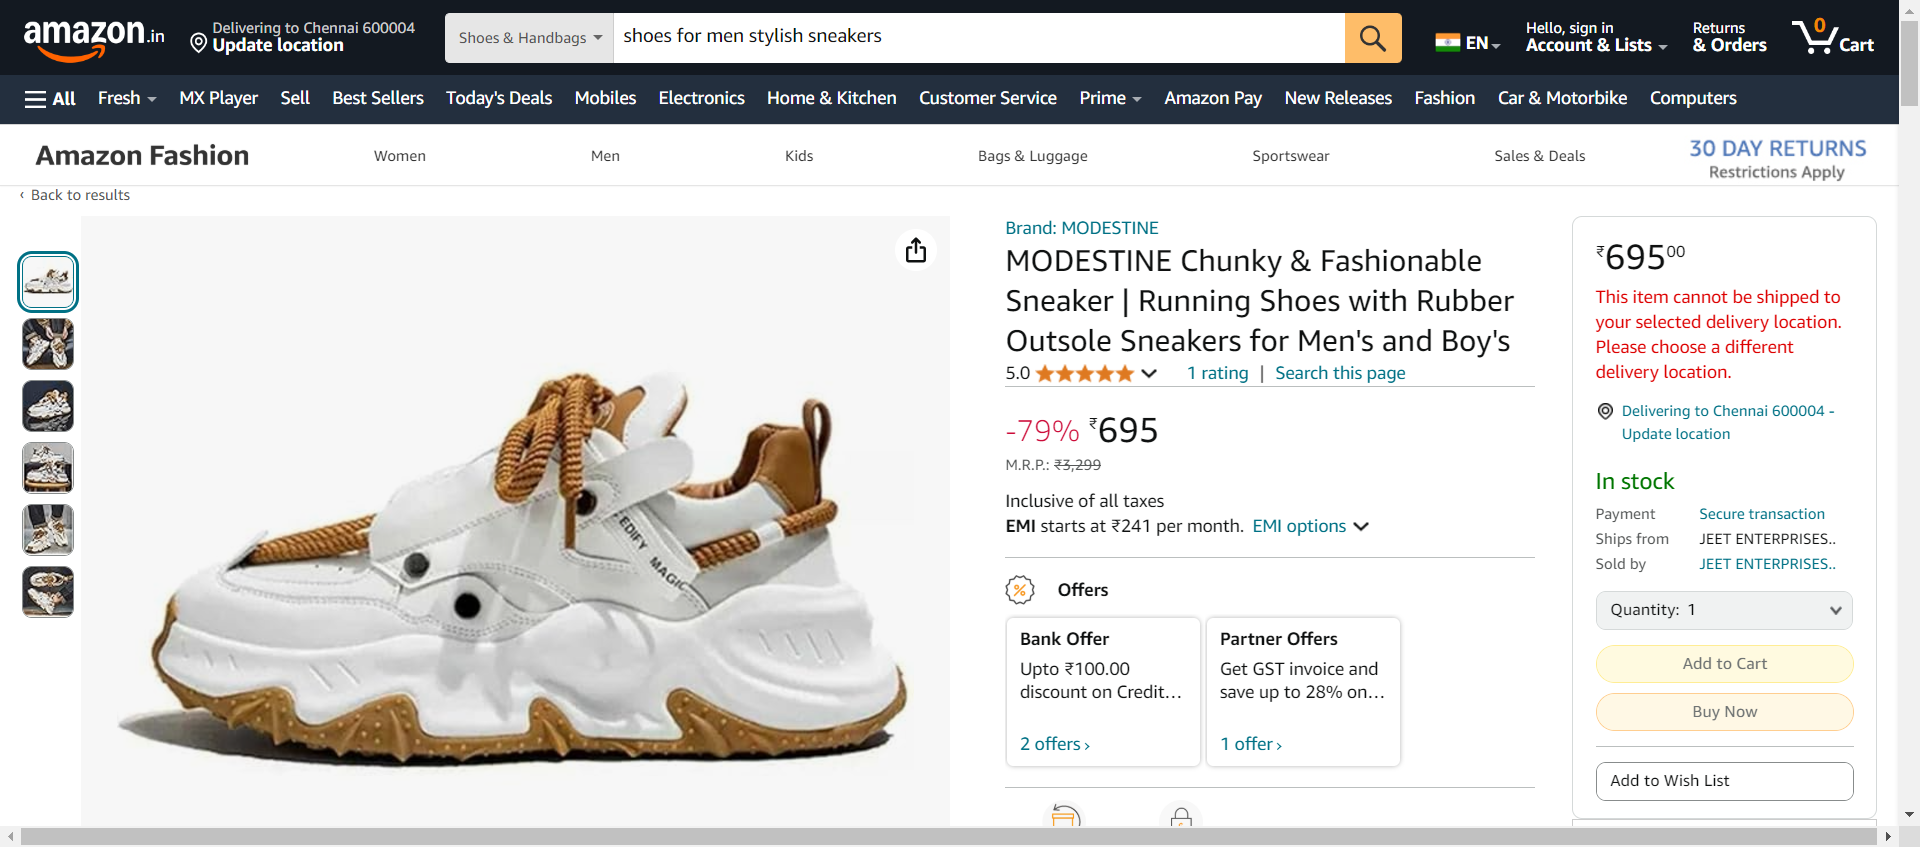 amazon.in
Delivering to Chennai 600004
Update location
Shoes & Handbags
shoes for men stylish sneakers
EN
Hello, sign in
Account & Lists
Returns
& Orders
0
Cart
All
Fresh
MX Player
Sell
Best Sellers
Today's Deals
Mobiles
Electronics
Home & Kitchen
Customer Service
Prime
Amazon Pay
New Releases
Fashion
Car & Motorbike
Computers
Amazon Fashion
Women
Men
Kids
Bags & Luggage
Sportswear
Sales & Deals
30 DAY RETURNS
Restrictions Apply
‹ Back to results
EDIFY MAGIC
Brand: MODESTINE
MODESTINE Chunky & Fashionable
Sneaker | Running Shoes with Rubber
Outsole Sneakers for Men's and Boy's
5.0
1 rating | Search this page
-79% ₹695
M.R.P.: ₹3,299
Inclusive of all taxes
EMI starts at ₹241 per month. EMI options
%
Offers
Bank Offer
Upto ₹100.00
discount on Credit…
2 offers ›
Partner Offers
Get GST invoice and
save up to 28% on…
1 offer ›
₹69500
This item cannot be shipped to
your selected delivery location.
Please choose a different
delivery location.
Delivering to Chennai 600004 -
Update location
In stock
Payment Secure transaction
Ships from JEET ENTERPRISES..
Sold by JEET ENTERPRISES..
Quantity: 1
Add to Cart
Buy Now
Add to Wish List